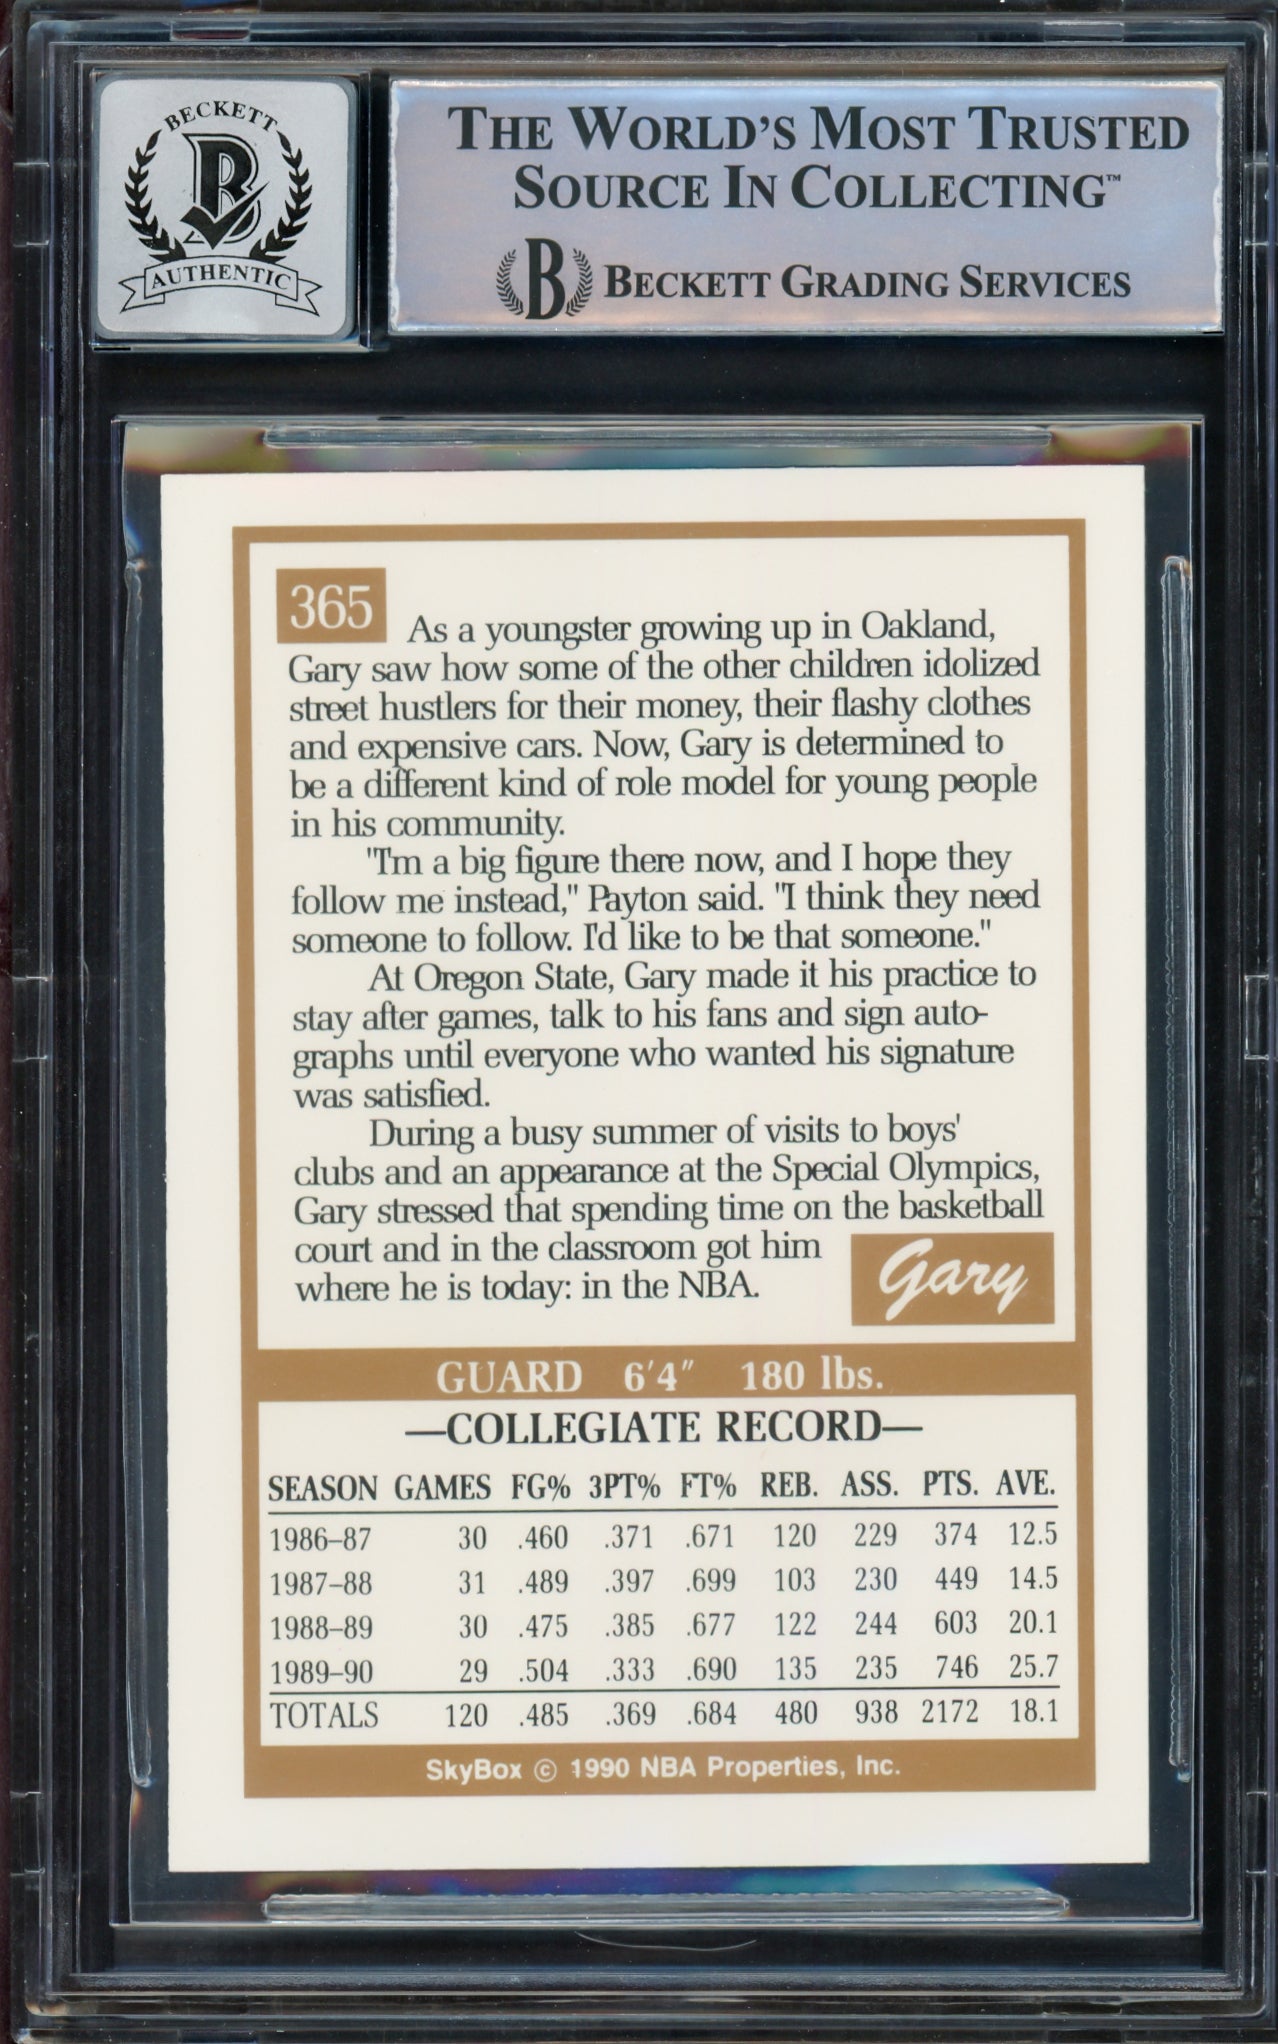 BECKETT
B
AUTHENTIC
THE WORLD'S MOST TRUSTED
SOURCE IN COLLECTING™
B BECKETT GRADING SERVICES
365
As a youngster growing up in Oakland,
Gary saw how some of the other children idolized
street hustlers for their money, their flashy clothes
and expensive cars. Now, Gary is determined to
be a different kind of role model for young people
in his community.
"I'm a big figure there now, and I hope they
follow me instead," Payton said. "I think they need
someone to follow. I'd like to be that someone."
At Oregon State, Gary made it his practice to
stay after games, talk to his fans and sign auto-
graphs until everyone who wanted his signature
was satisfied.
During a busy summer of visits to boys'
clubs and an appearance at the Special Olympics,
Gary stressed that spending time on the basketball
court and in the classroom got him
where he is today: in the NBA.
Gary
GUARD 6'4" 180 lbs.
—COLLEGIATE RECORD—
SEASON GAMES FG% 3PT% FT% REB. ASS. PTS. AVE.
1986–87 30 .460 .371 .671 120 229 374 12.5
1987–88 31 .489 .397 .699 103 230 449 14.5
1988–89 30 .475 .385 .677 122 244 603 20.1
1989–90 29 .504 .333 .690 135 235 746 25.7
TOTALS 120 .485 .369 .684 480 938 2172 18.1
SkyBox © 1990 NBA Properties, Inc.